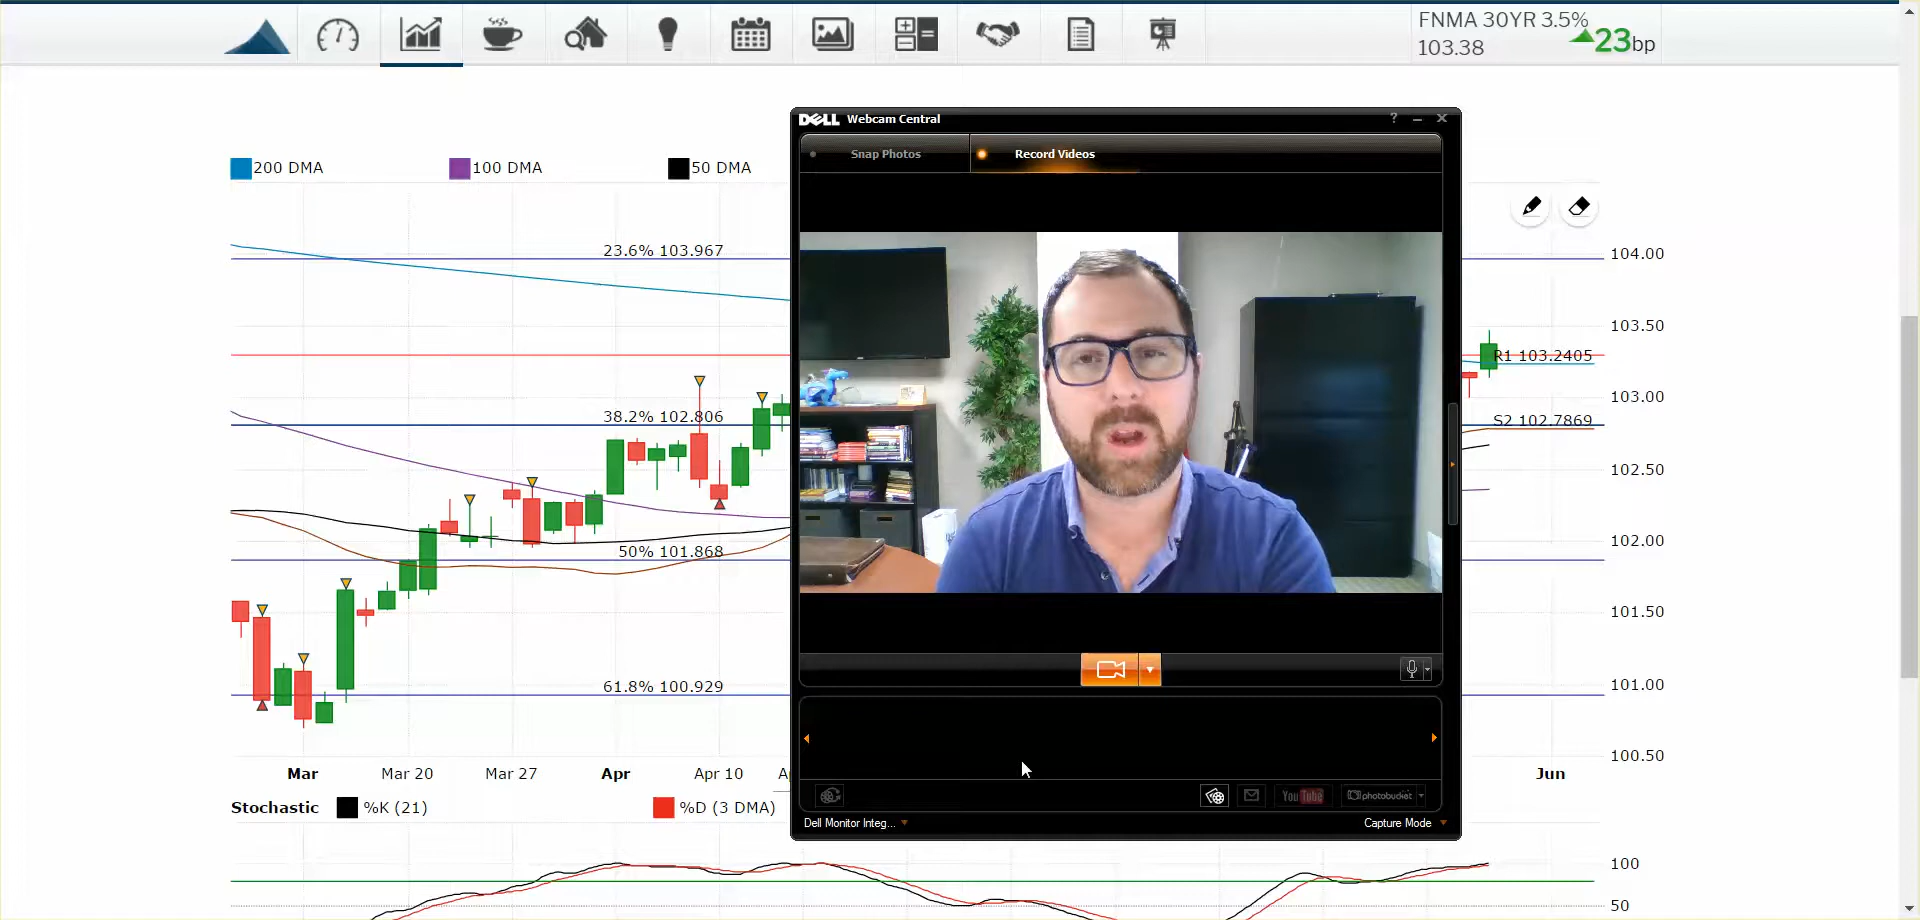 FNMA 30YR 3.5%
103.38
23bp
DELL Webcam Central
? – ×
Snap Photos
Record Videos
200 DMA
100 DMA
50 DMA
23.6% 103.967
38.2% 102.806
50% 101.868
61.8% 100.929
R1 103.2405
S2 102.7869
104.00
103.50
103.00
102.50
102.00
101.50
101.00
100.50
Mar
Mar 20
Mar 27
Apr
Apr 10
A
Jun
Stochastic
%K (21)
%D (3 DMA)
YouTube
photobucket
Dell Monitor Integ...
Capture Mode
100
50